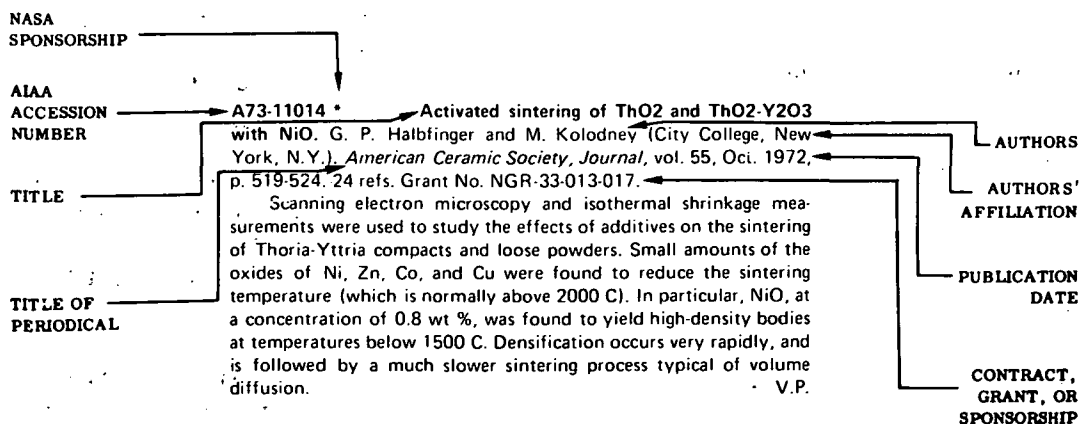 NASA
SPONSORSHIP
AIAA
ACCESSION
NUMBER
TITLE
TITLE OF
PERIODICAL
A73-11014 * Activated sintering of ThO2 and ThO2-Y2O3
with NiO. G. P. Halbfinger and M. Kolodney (City College, New
York, N.Y.). American Ceramic Society, Journal, vol. 55, Oct. 1972,
p. 519-524. 24 refs. Grant No. NGR-33-013-017.
Scanning electron microscopy and isothermal shrinkage mea-
surements were used to study the effects of additives on the sintering
of Thoria-Yttria compacts and loose powders. Small amounts of the
oxides of Ni, Zn, Co, and Cu were found to reduce the sintering
temperature (which is normally above 2000 C). In particular, NiO, at
a concentration of 0.8 wt %, was found to yield high-density bodies
at temperatures below 1500 C. Densification occurs very rapidly, and
is followed by a much slower sintering process typical of volume
diffusion. V.P.
AUTHORS
AUTHORS'
AFFILIATION
PUBLICATION
DATE
CONTRACT,
GRANT, OR
SPONSORSHIP